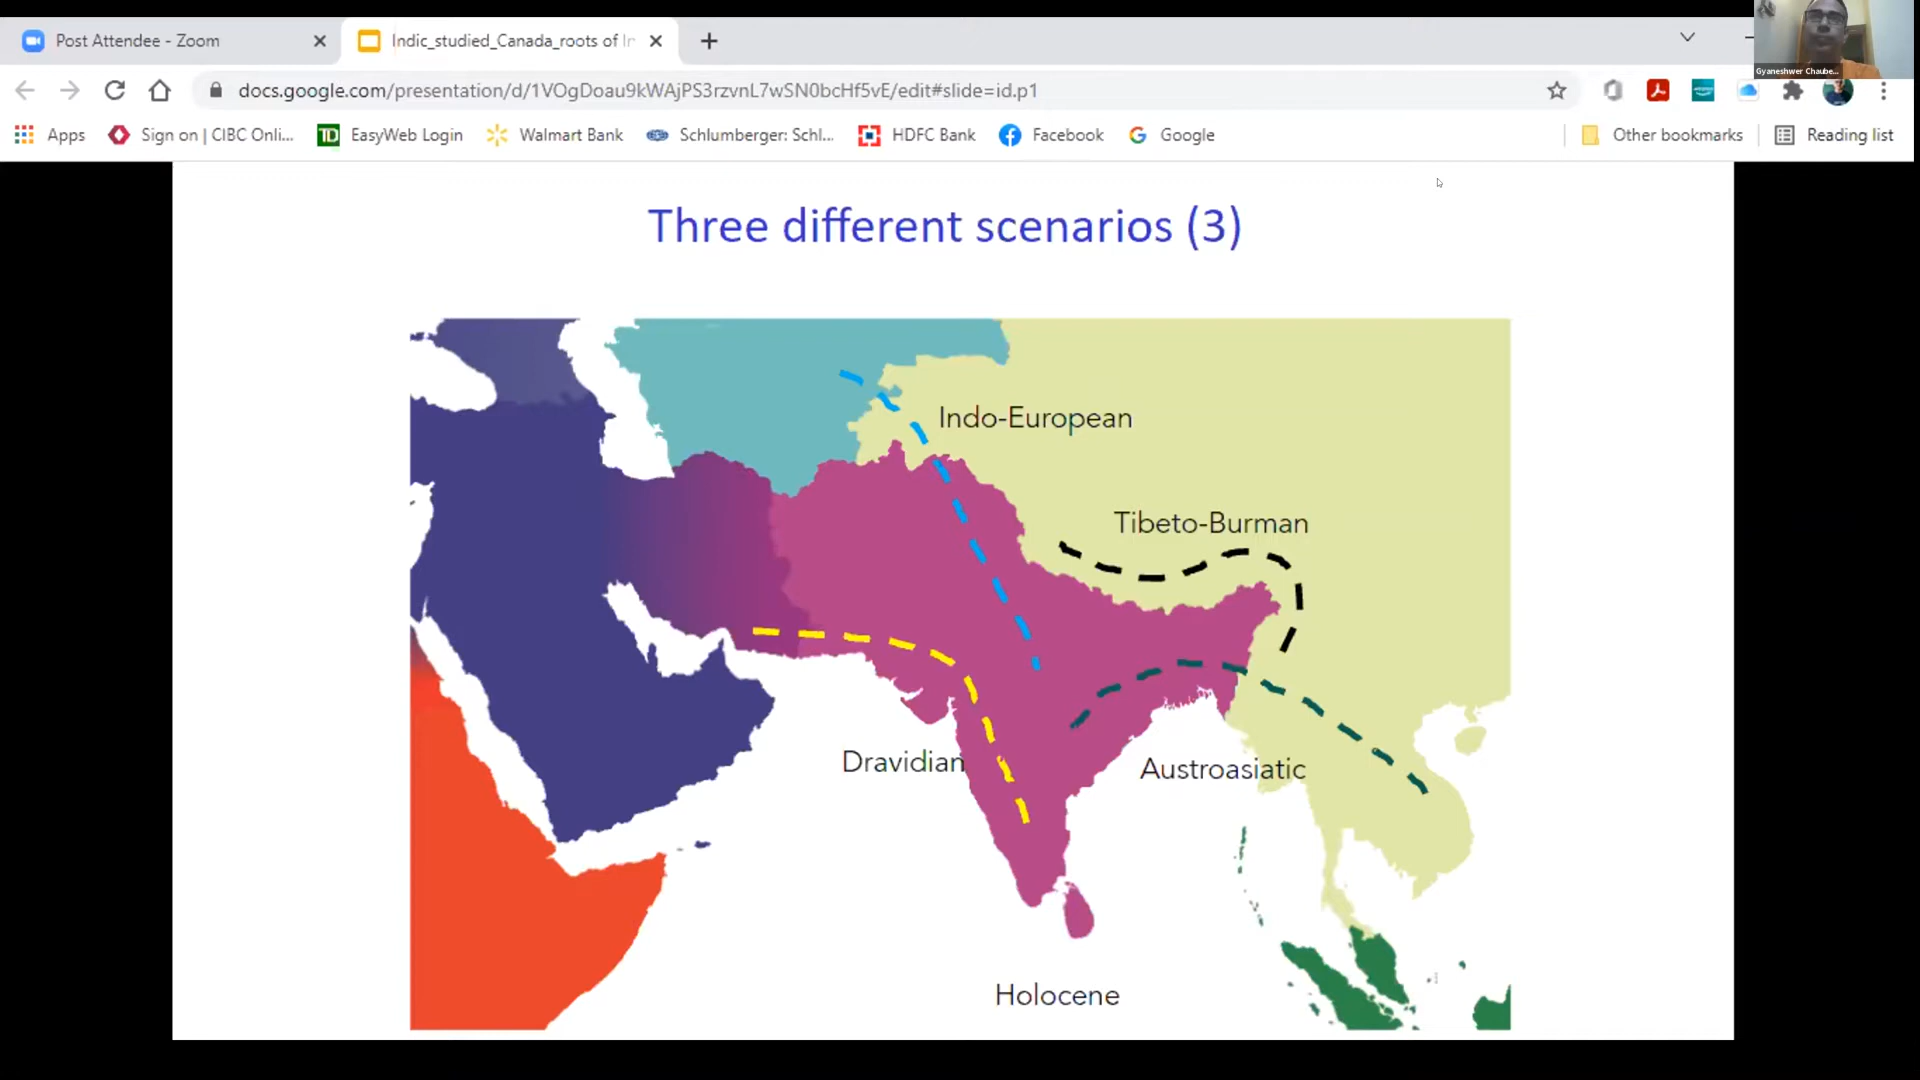 Post Attendee - Zoom
Indic_studied_Canada_roots of In
docs.google.com/presentation/d/1VOgDoau9kWAjPS3rzvnL7wSN0bcHf5vE/edit#slide=id.p1
Gyaneshwer Chaube...
Apps
Sign on | CIBC Onli...
EasyWeb Login
Walmart Bank
Schlumberger: Schl...
HDFC Bank
Facebook
Google
Other bookmarks
Reading list
Three different scenarios (3)
Indo-European
Tibeto-Burman
Dravidian
Austroasiatic
Holocene